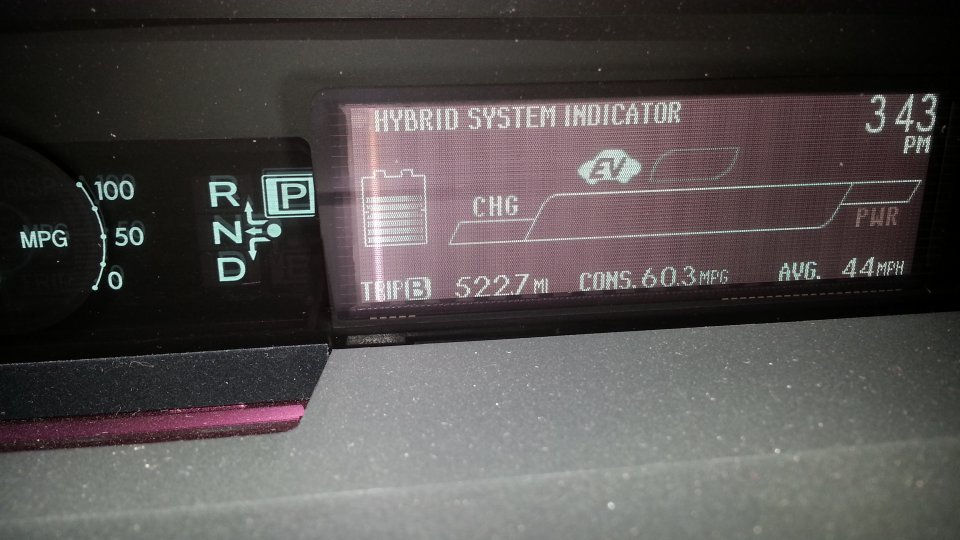 HYBRID SYSTEM INDICATOR
3 43
PM
EV
CHG
PWR
TRIP B 522.7 MI CONS. 60.3 MPG AVG. 44 MPH
R P
N
D
100
MPG 50
0